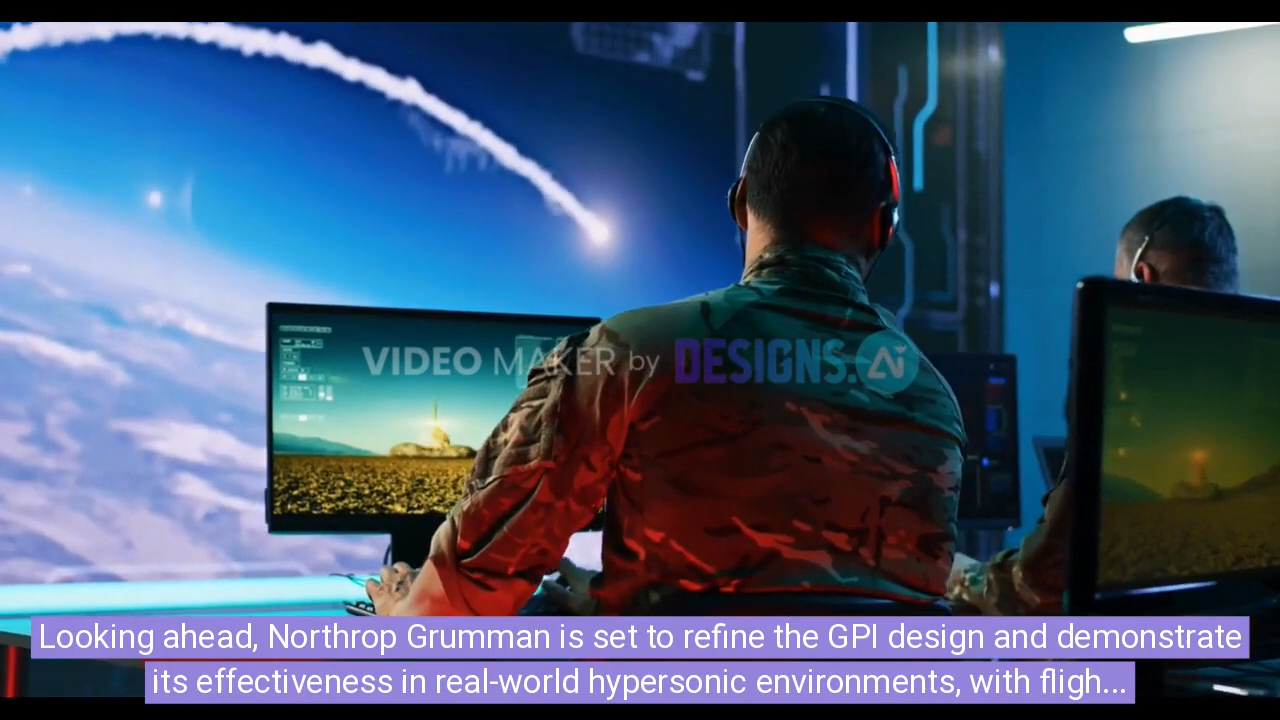 VIDEO MAKER by DESIGNS.AI
Looking ahead, Northrop Grumman is set to refine the GPI design and demonstrate
its effectiveness in real-world hypersonic environments, with fligh...